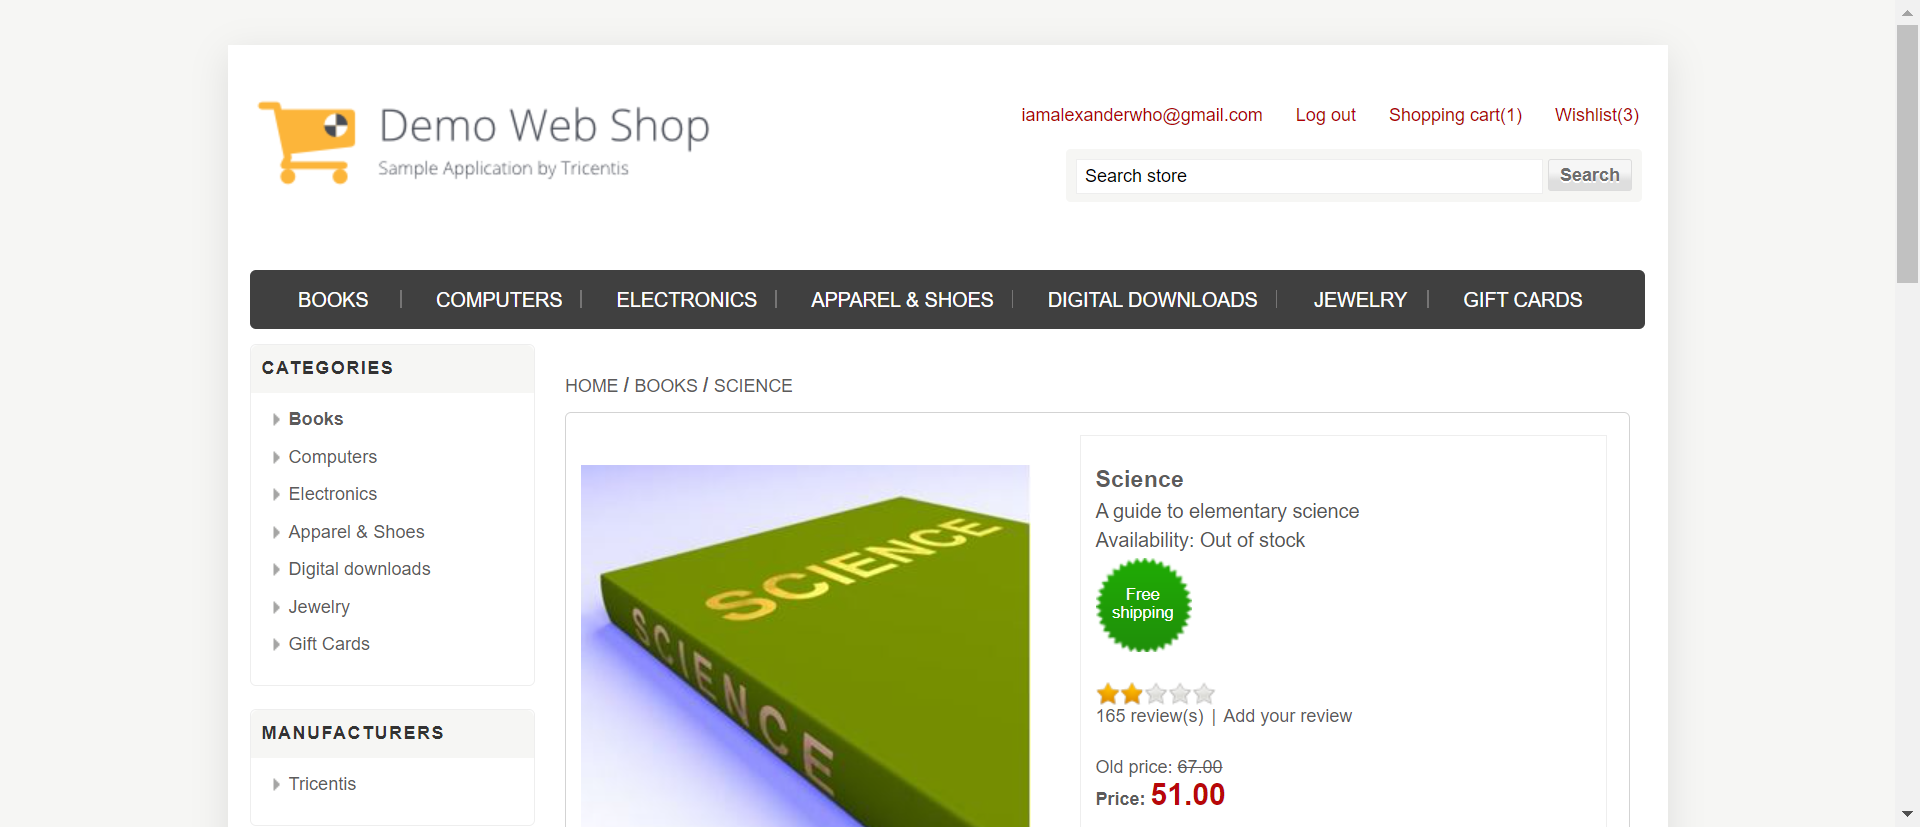 Demo Web Shop
Sample Application by Tricentis
iamalexanderwho@gmail.com Log out Shopping cart(1) Wishlist(3)
Search store Search
BOOKS COMPUTERS ELECTRONICS APPAREL & SHOES DIGITAL DOWNLOADS JEWELRY GIFT CARDS
CATEGORIES
Books
Computers
Electronics
Apparel & Shoes
Digital downloads
Jewelry
Gift Cards
MANUFACTURERS
Tricentis
HOME / BOOKS / SCIENCE
SCIENCE
SCIENCE
Science
A guide to elementary science
Availability: Out of stock
Free
shipping
165 review(s) | Add your review
Old price: 67.00
Price: 51.00